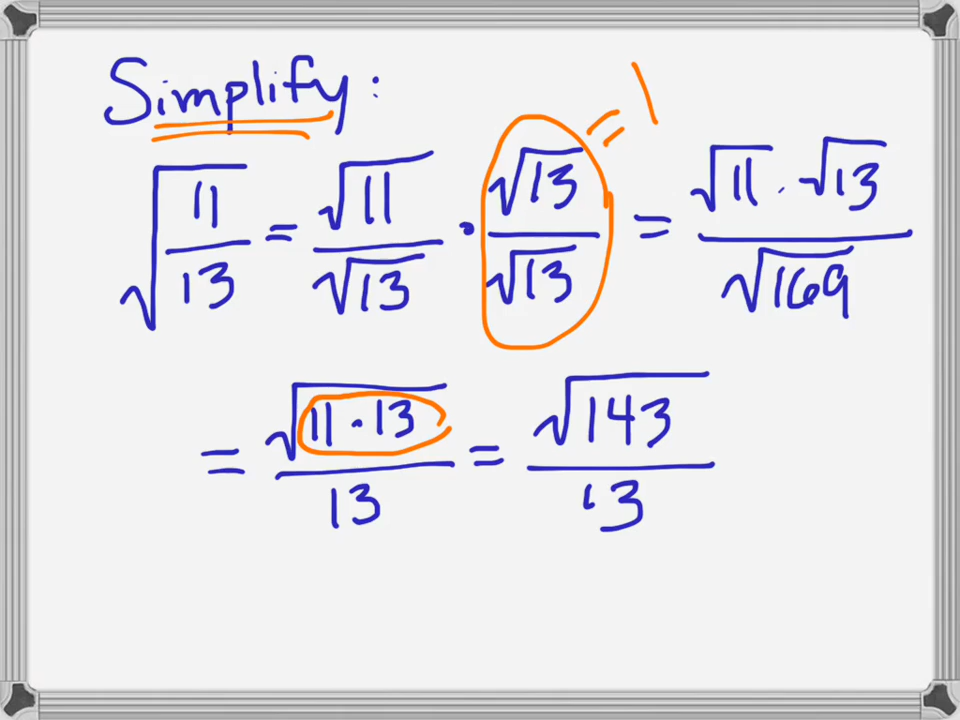 Simplify:
√(11/13) = √11/√13 · √13/√13 = 1 = √11 · √13/√169
= √(11 · 13)/13 = √143/13